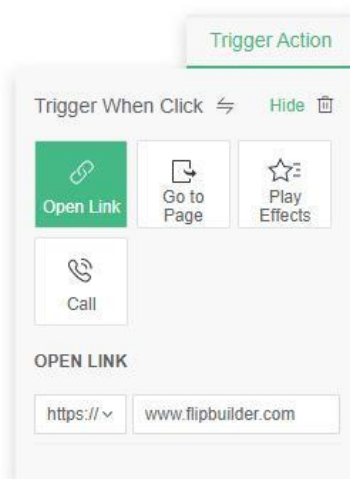 Trigger Action
Trigger When Click Hide
Open Link
Go to
Page
Play
Effects
Call
OPEN LINK
https:// www.flipbuilder.com